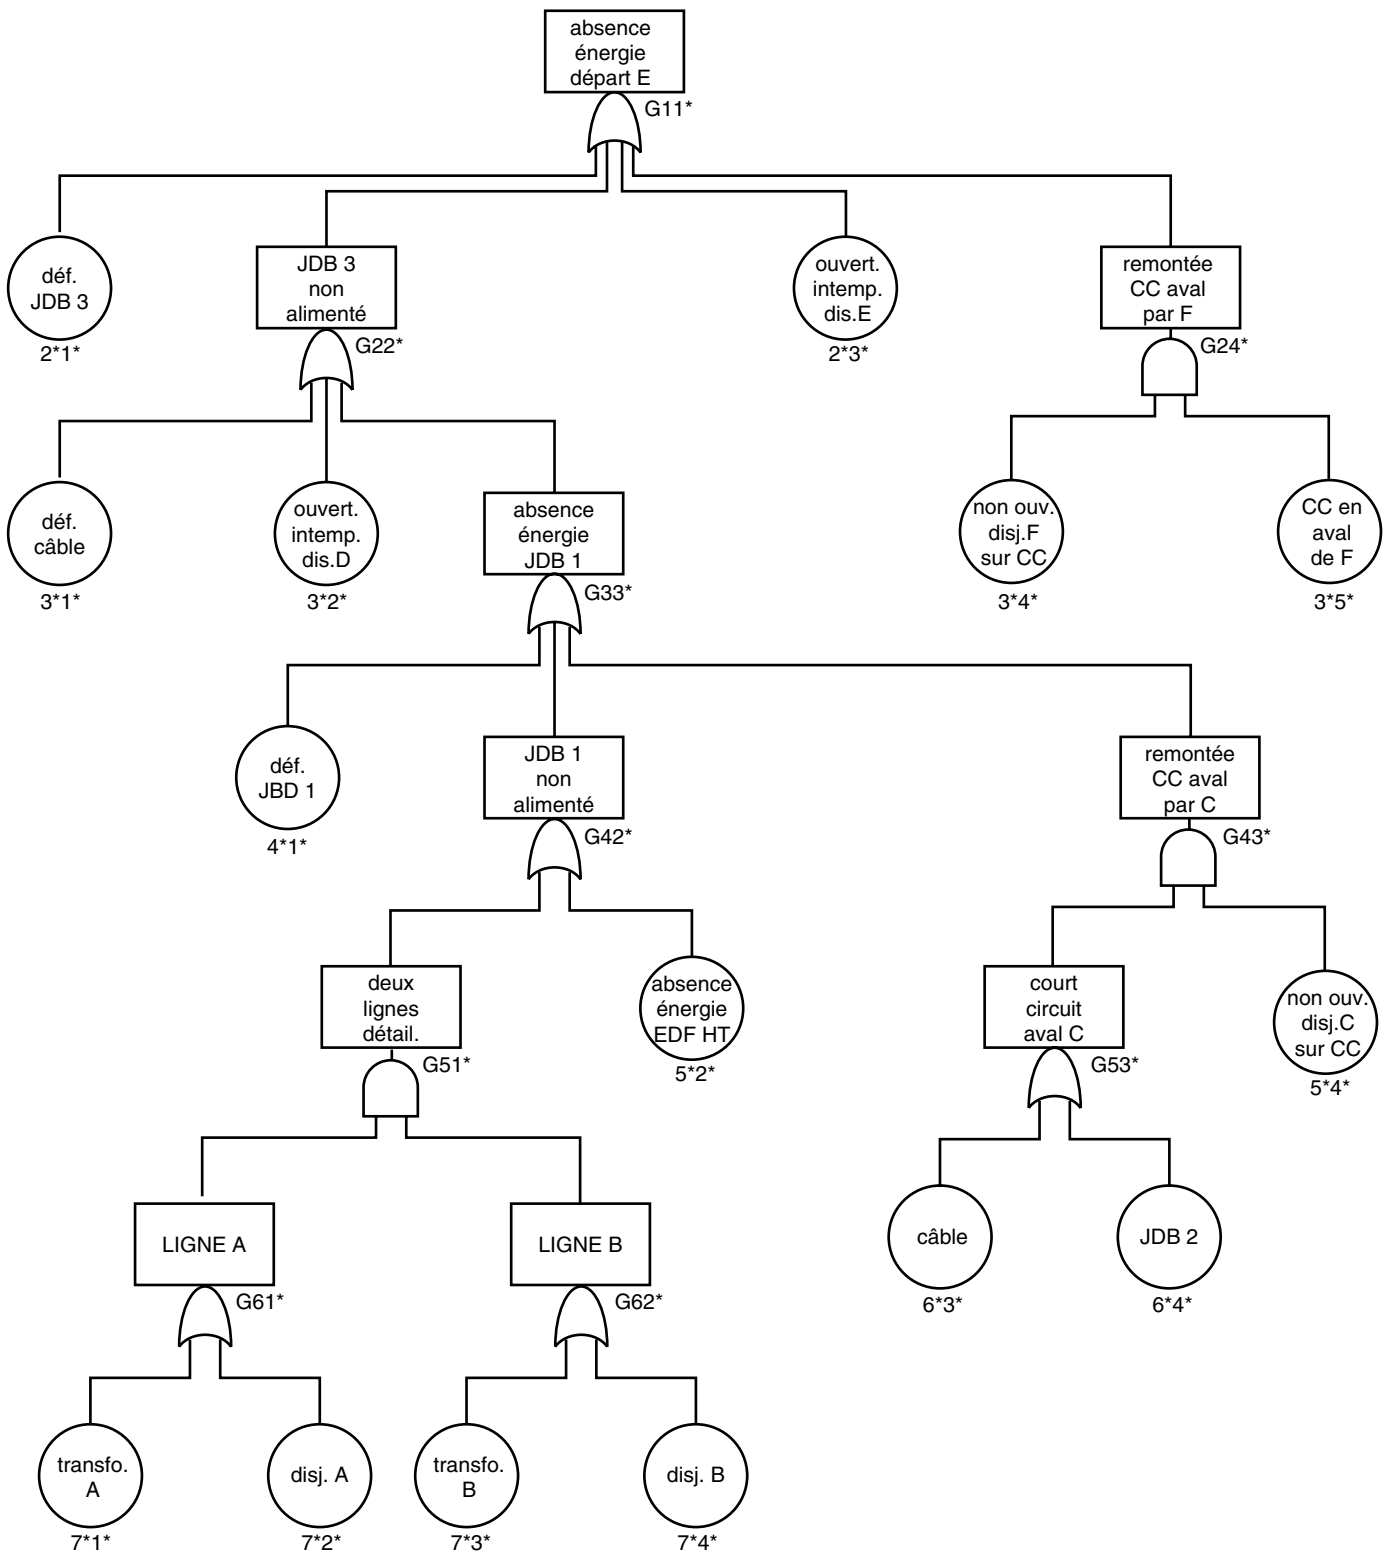 absence
énergie
départ E
G11*
déf.
JDB 3
2*1*
JDB 3
non
alimenté
G22*
ouvert.
intemp.
dis.E
2*3*
remontée
CC aval
par F
G24*
déf.
câble
3*1*
ouvert.
intemp.
dis.D
3*2*
absence
énergie
JDB 1
G33*
non ouv.
disj.F
sur CC
3*4*
CC en
aval
de F
3*5*
déf.
JBD 1
4*1*
JDB 1
non
alimenté
G42*
remontée
CC aval
par C
G43*
deux
lignes
détail.
G51*
absence
énergie
EDF HT
5*2*
court
circuit
aval C
G53*
non ouv.
disj.C
sur CC
5*4*
LIGNE A
G61*
LIGNE B
G62*
câble
6*3*
JDB 2
6*4*
transfo.
A
7*1*
disj. A
7*2*
transfo.
B
7*3*
disj. B
7*4*